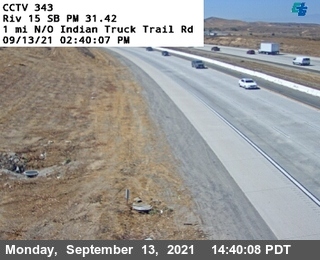 CCTV 343
Riv 15 SB PM 31.42
1 mi N/O Indian Truck Trail Rd
09/13/21 02:40:07 PM
Monday, September 13, 2021 14:40:08 PDT